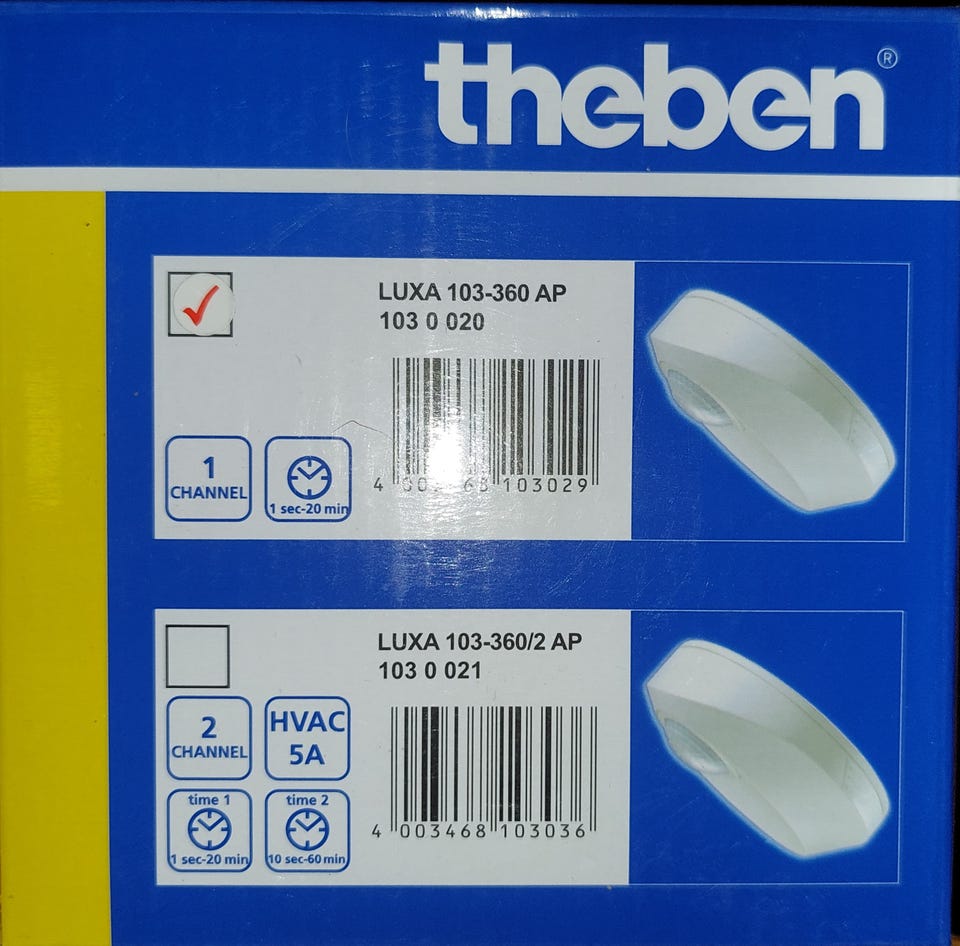 theben®
LUXA 103-360 AP
103 0 020
1
CHANNEL
1 sec-20 min
103029
LUXA 103-360/2 AP
103 0 021
2
CHANNEL
HVAC
5A
time 1
1 sec-20 min
time 2
10 sec-60 min
4 003468 103036